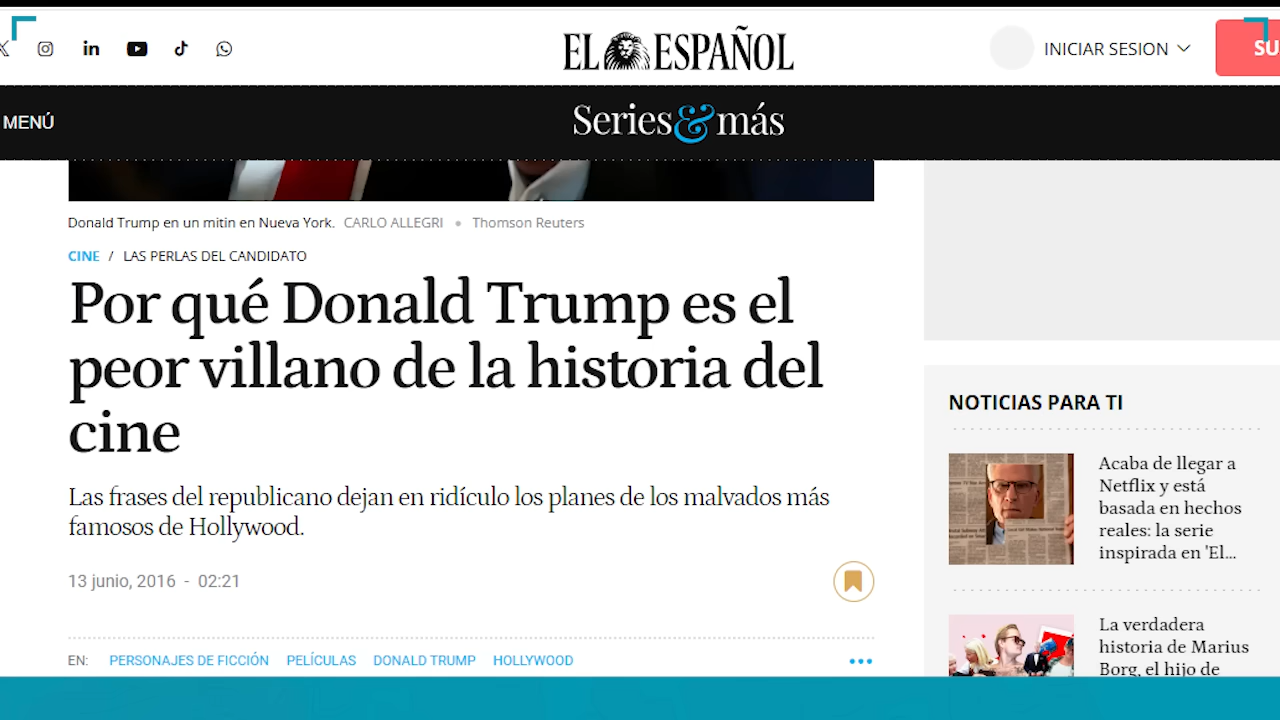 in
EL ESPAÑOL
INICIAR SESION
SU
MENÚ
Series&más
Donald Trump en un mitin en Nueva York. CARLO ALLEGRI • Thomson Reuters
CINE / LAS PERLAS DEL CANDIDATO
Por qué Donald Trump es el
peor villano de la historia del
cine
Las frases del republicano dejan en ridículo los planes de los malvados más
famosos de Hollywood.
13 junio, 2016 - 02:21
EN: PERSONAJES DE FICCIÓN PELÍCULAS DONALD TRUMP HOLLYWOOD
NOTICIAS PARA TI
Acaba de llegar a
Netflix y está
basada en hechos
reales: la serie
inspirada en 'El...
La verdadera
historia de Marius
Borg, el hijo de